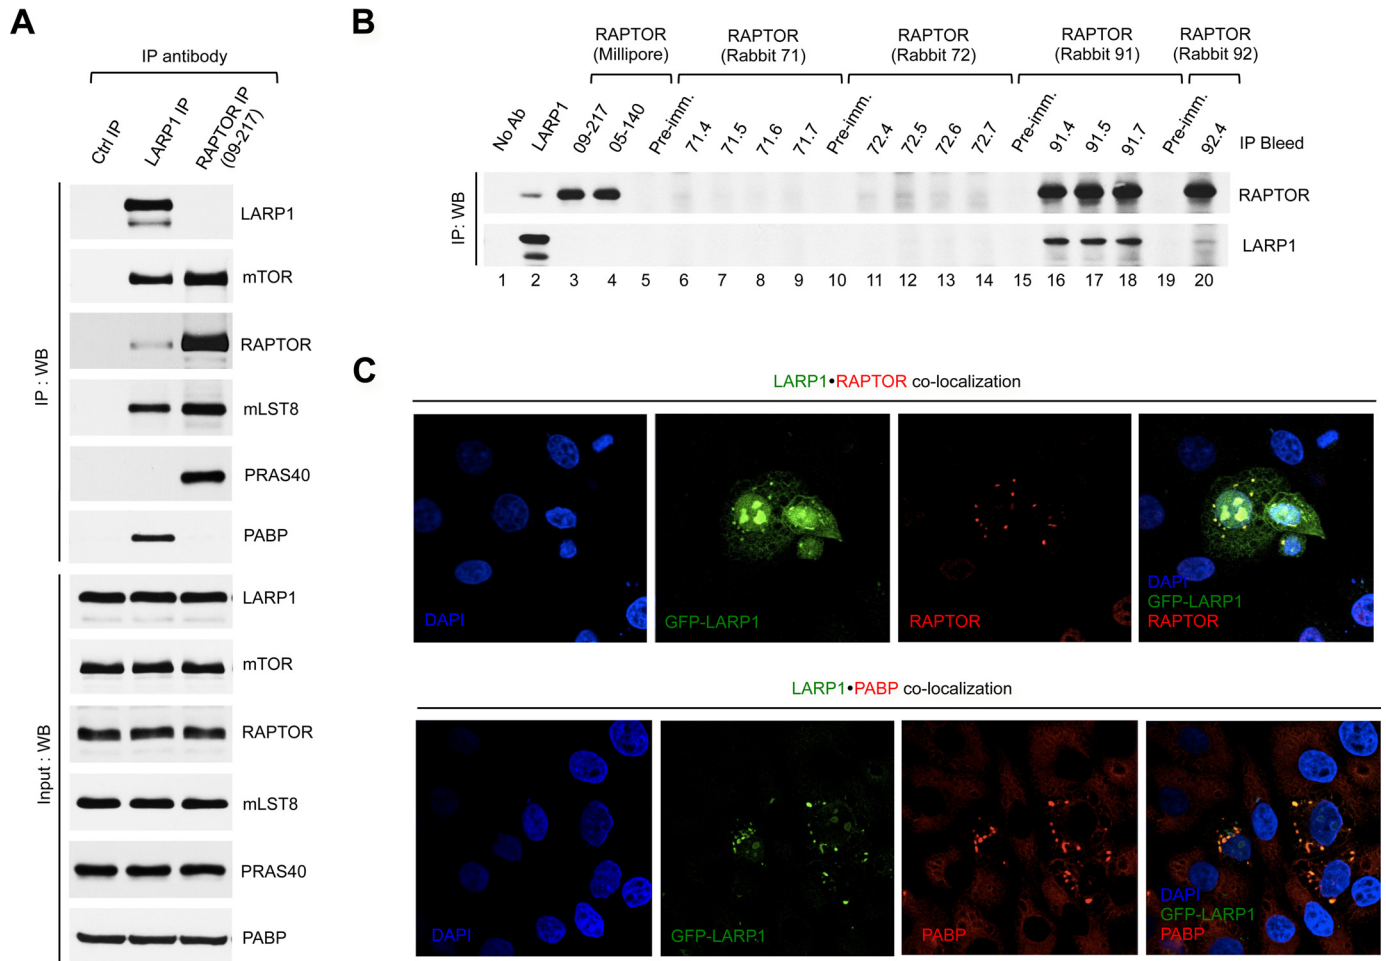 A
IP antibody
Ctrl IP
LARP1 IP
RAPTOR IP
(09-217)
IP : WB
LARP1
mTOR
RAPTOR
mLST8
PRAS40
PABP
Input : WB
LARP1
mTOR
RAPTOR
mLST8
PRAS40
PABP
B
RAPTOR
(Millipore)
RAPTOR
(Rabbit 71)
RAPTOR
(Rabbit 72)
RAPTOR
(Rabbit 91)
RAPTOR
(Rabbit 92)
No Ab
LARP1
09-217
05-140
Pre-imm.
71.4
71.5
71.6
71.7
Pre-imm.
72.4
72.5
72.6
72.7
Pre-imm.
91.4
91.5
91.7
Pre-imm.
92.4
IP Bleed
IP: WB
RAPTOR
LARP1
1 2 3 4 5 6 7 8 9 10 11 12 13 14 15 16 17 18 19 20
C
LARP1•RAPTOR co-localization
DAPI
GFP-LARP1
RAPTOR
DAPI
GFP-LARP1
RAPTOR
LARP1•PABP co-localization
DAPI
GFP-LARP1
PABP
DAPI
GFP-LARP1
PABP